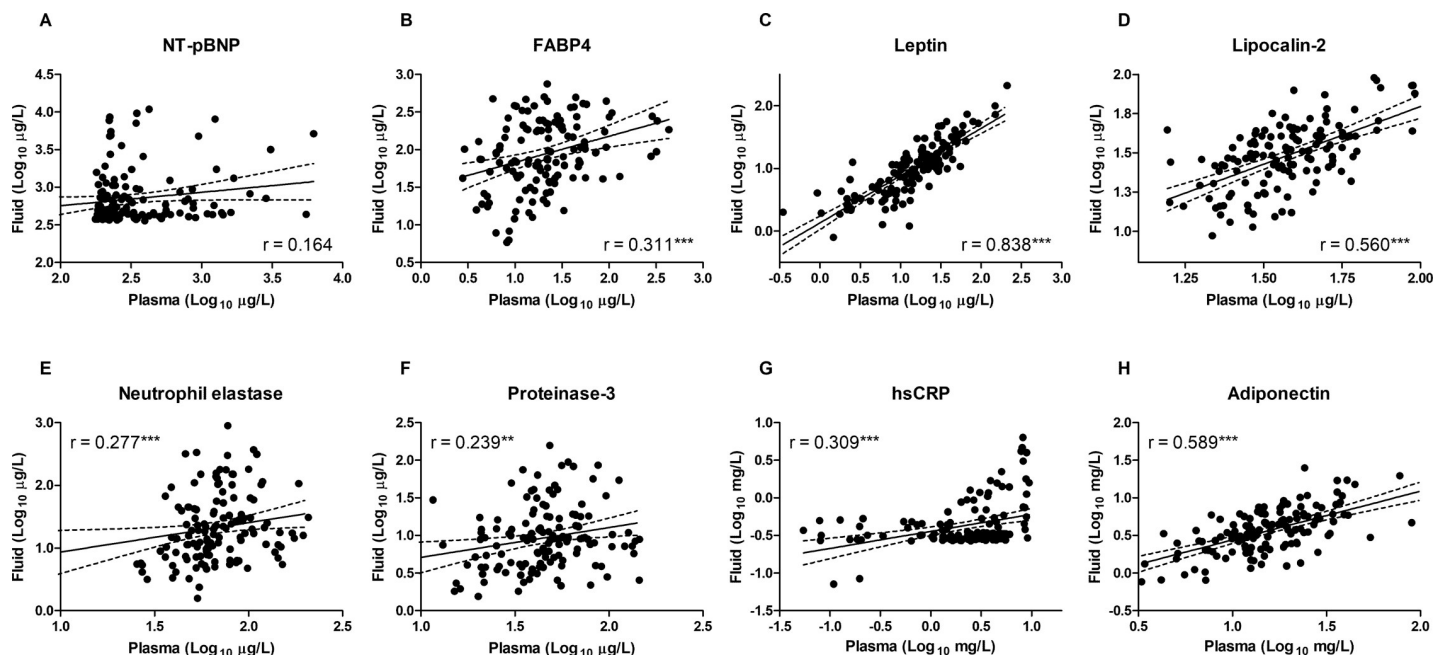 A
NT-pBNP
Fluid (Log₁₀ μg/L)
4.5
4.0
3.5
3.0
2.5
2.0
2.0 2.5 3.0 3.5 4.0
r = 0.164
Plasma (Log₁₀ μg/L)
B
FABP4
Fluid (Log₁₀ μg/L)
3.0
2.5
2.0
1.5
1.0
0.5
0.0 0.5 1.0 1.5 2.0 2.5 3.0
r = 0.311***
Plasma (Log₁₀ μg/L)
C
Leptin
Fluid (Log₁₀ μg/L)
2.0
1.0
0.0
-0.5 0.0 0.5 1.0 1.5 2.0 2.5 3.0
r = 0.838***
Plasma (Log₁₀ μg/L)
D
Lipocalin-2
Fluid (Log₁₀ μg/L)
2.0
1.8
1.5
1.3
1.0
1.25 1.50 1.75 2.00
r = 0.560***
Plasma (Log₁₀ μg/L)
E
Neutrophil elastase
r = 0.277***
Fluid (Log₁₀ μg/L)
3.0
2.0
1.0
0.0
1.0 1.5 2.0 2.5
Plasma (Log₁₀ μg/L)
F
Proteinase-3
r = 0.239**
Fluid (Log₁₀ μg/L)
2.5
2.0
1.5
1.0
0.5
0.0
1.0 1.5 2.0 2.5
Plasma (Log₁₀ μg/L)
G
hsCRP
r = 0.309***
Fluid (Log₁₀ mg/L)
1.0
0.5
0.0
-0.5
-1.0
-1.5
-1.5 -1.0 -0.5 0.0 0.5 1.0
Plasma (Log₁₀ mg/L)
H
Adiponectin
r = 0.589***
Fluid (Log₁₀ mg/L)
2.0
1.5
1.0
0.5
0.0
-0.5
0.5 1.0 1.5 2.0
Plasma (Log₁₀ mg/L)